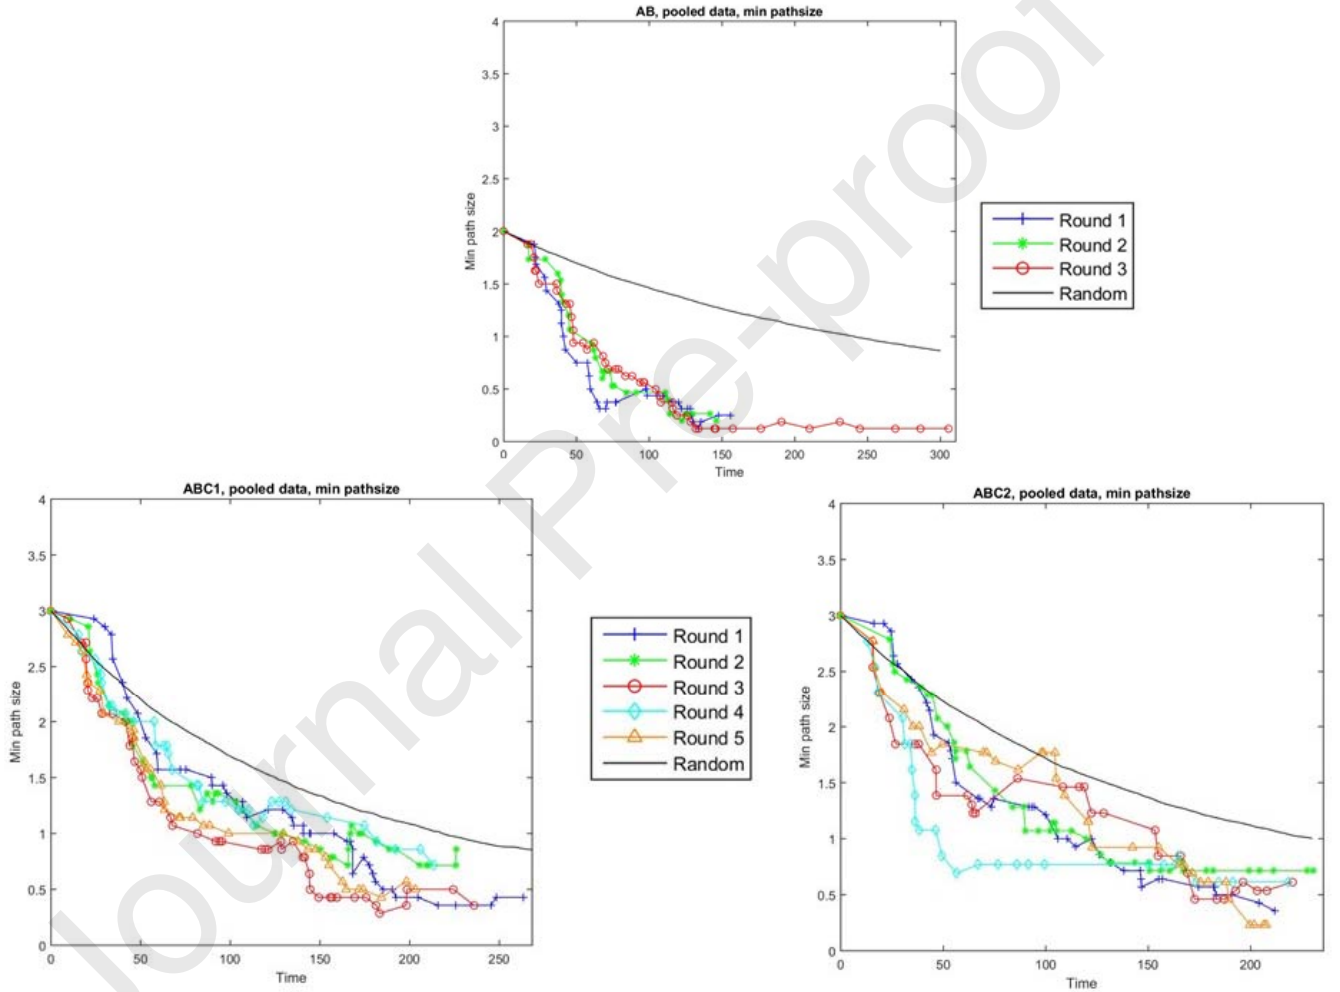 AB, pooled data, min pathsize
4
3.5
3
2.5
2
1.5
1
0.5
0
Min path size
0 50 100 150 200 250 300
Time
Round 1
Round 2
Round 3
Random
ABC1, pooled data, min pathsize
4
3.5
3
2.5
2
1.5
1
0.5
0
Min path size
0 50 100 150 200 250
Time
Round 1
Round 2
Round 3
Round 4
Round 5
Random
ABC2, pooled data, min pathsize
4
3.5
3
2.5
2
1.5
1
0.5
0
Min path size
0 50 100 150 200
Time
Journal Pre-proof